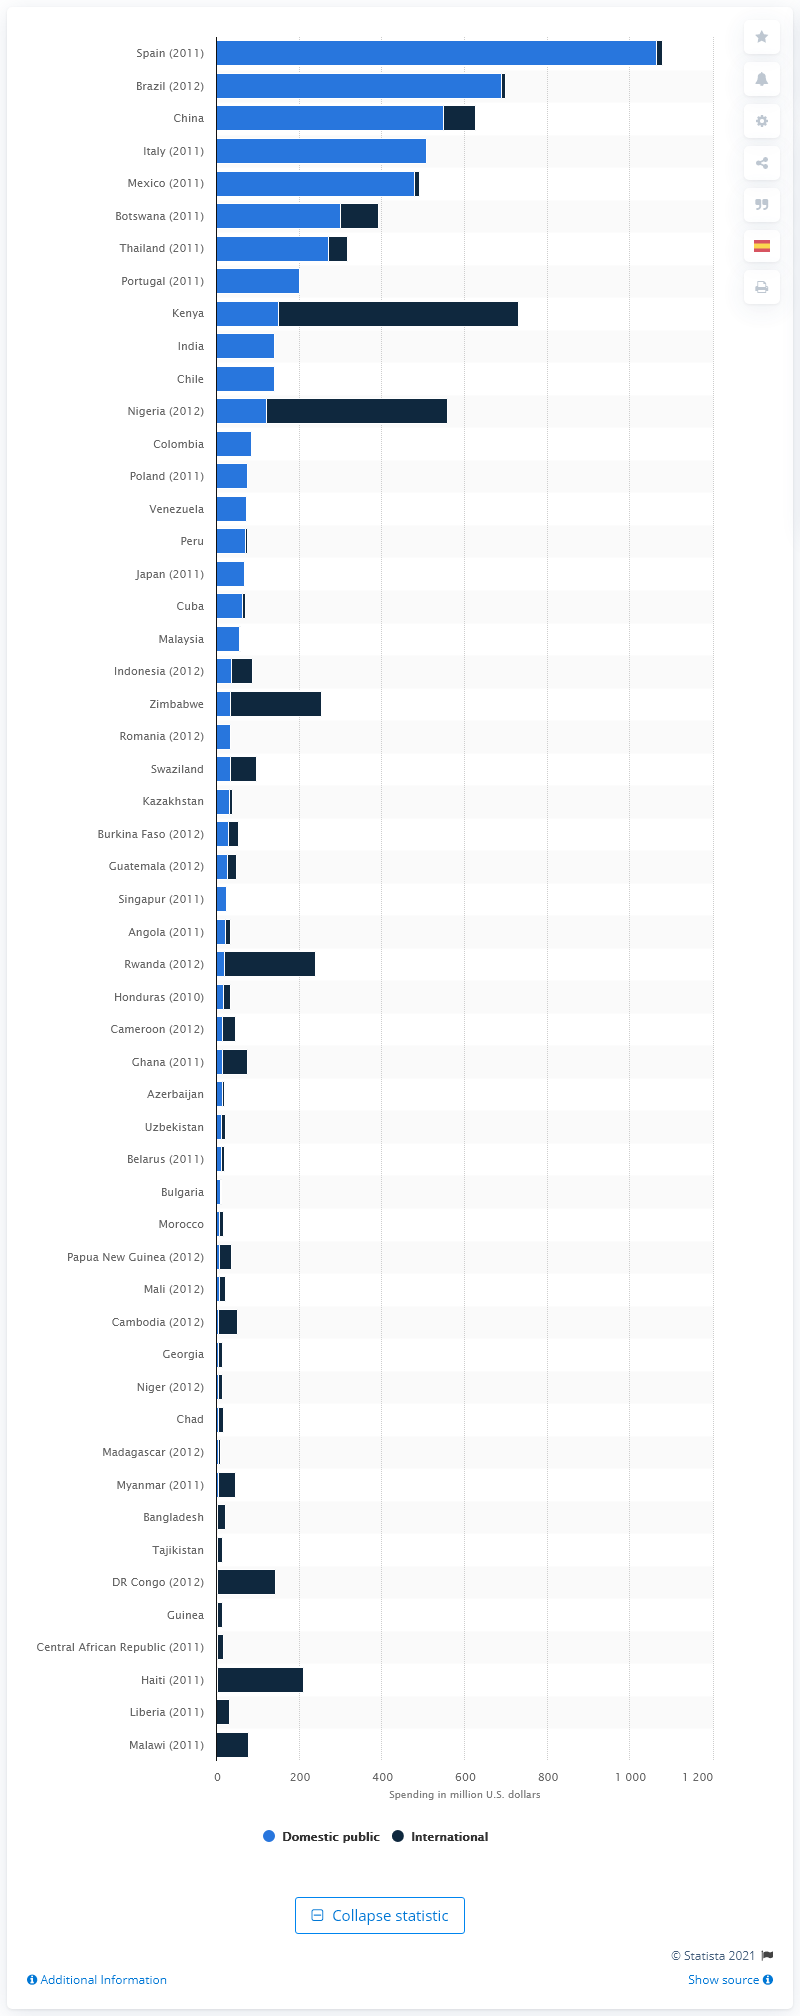 Spain (2011)
Brazil (2012)
China
Italy (2011)
Mexico (2011)
Botswana (2011)
Thailand (2011)
Portugal (2011)
Kenya
India
Chile
Nigeria (2012)
Colombia
Poland (2011)
Venezuela
Peru
Japan (2011)
Cuba
Malaysia
Indonesia (2012)
Zimbabwe
Romania (2012)
Swaziland
Kazakhstan
Burkina Faso (2012)
Guatemala (2012)
Singapur (2011)
Angola (2011)
Rwanda (2012)
Honduras (2010)
Cameroon (2012)
Ghana (2011)
Azerbaijan
Uzbekistan
Belarus (2011)
Bulgaria
Morocco
Papua New Guinea (2012)
Mali (2012)
Cambodia (2012)
Georgia
Niger (2012)
Chad
Madagascar (2012)
Myanmar (2011)
Bangladesh
Tajikistan
DR Congo (2012)
Guinea
Central African Republic (2011)
Haiti (2011)
Liberia (2011)
Malawi (2011)
0 200 400 600 800 1 000 1 200
Spending in million U.S. dollars
Domestic public International
Collapse statistic
© Statista 2021
Additional Information Show source